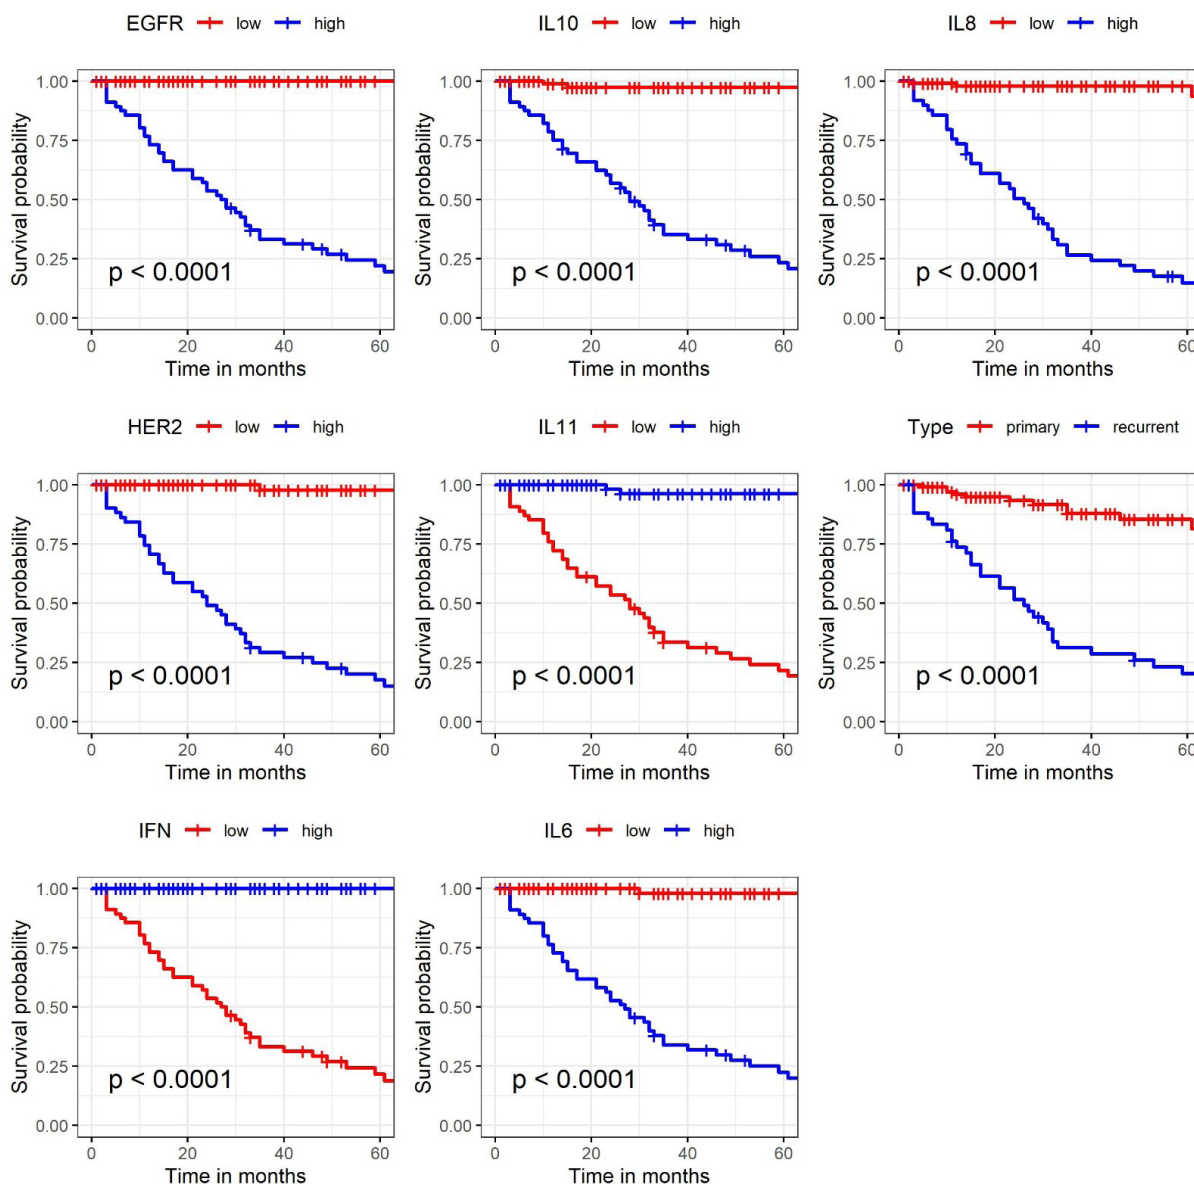 EGFR low high
1.00
0.75
0.50
0.25
0.00
Survival probability
p < 0.0001
0 20 40 60
Time in months
IL10 low high
1.00
0.75
0.50
0.25
0.00
Survival probability
p < 0.0001
0 20 40 60
Time in months
IL8 low high
1.00
0.75
0.50
0.25
0.00
Survival probability
p < 0.0001
0 20 40 60
Time in months
HER2 low high
1.00
0.75
0.50
0.25
0.00
Survival probability
p < 0.0001
0 20 40 60
Time in months
IL11 low high
1.00
0.75
0.50
0.25
0.00
Survival probability
p < 0.0001
0 20 40 60
Time in months
Type primary recurrent
1.00
0.75
0.50
0.25
0.00
Survival probability
p < 0.0001
0 20 40 60
Time in months
IFN low high
1.00
0.75
0.50
0.25
0.00
Survival probability
p < 0.0001
0 20 40 60
Time in months
IL6 low high
1.00
0.75
0.50
0.25
0.00
Survival probability
p < 0.0001
0 20 40 60
Time in months